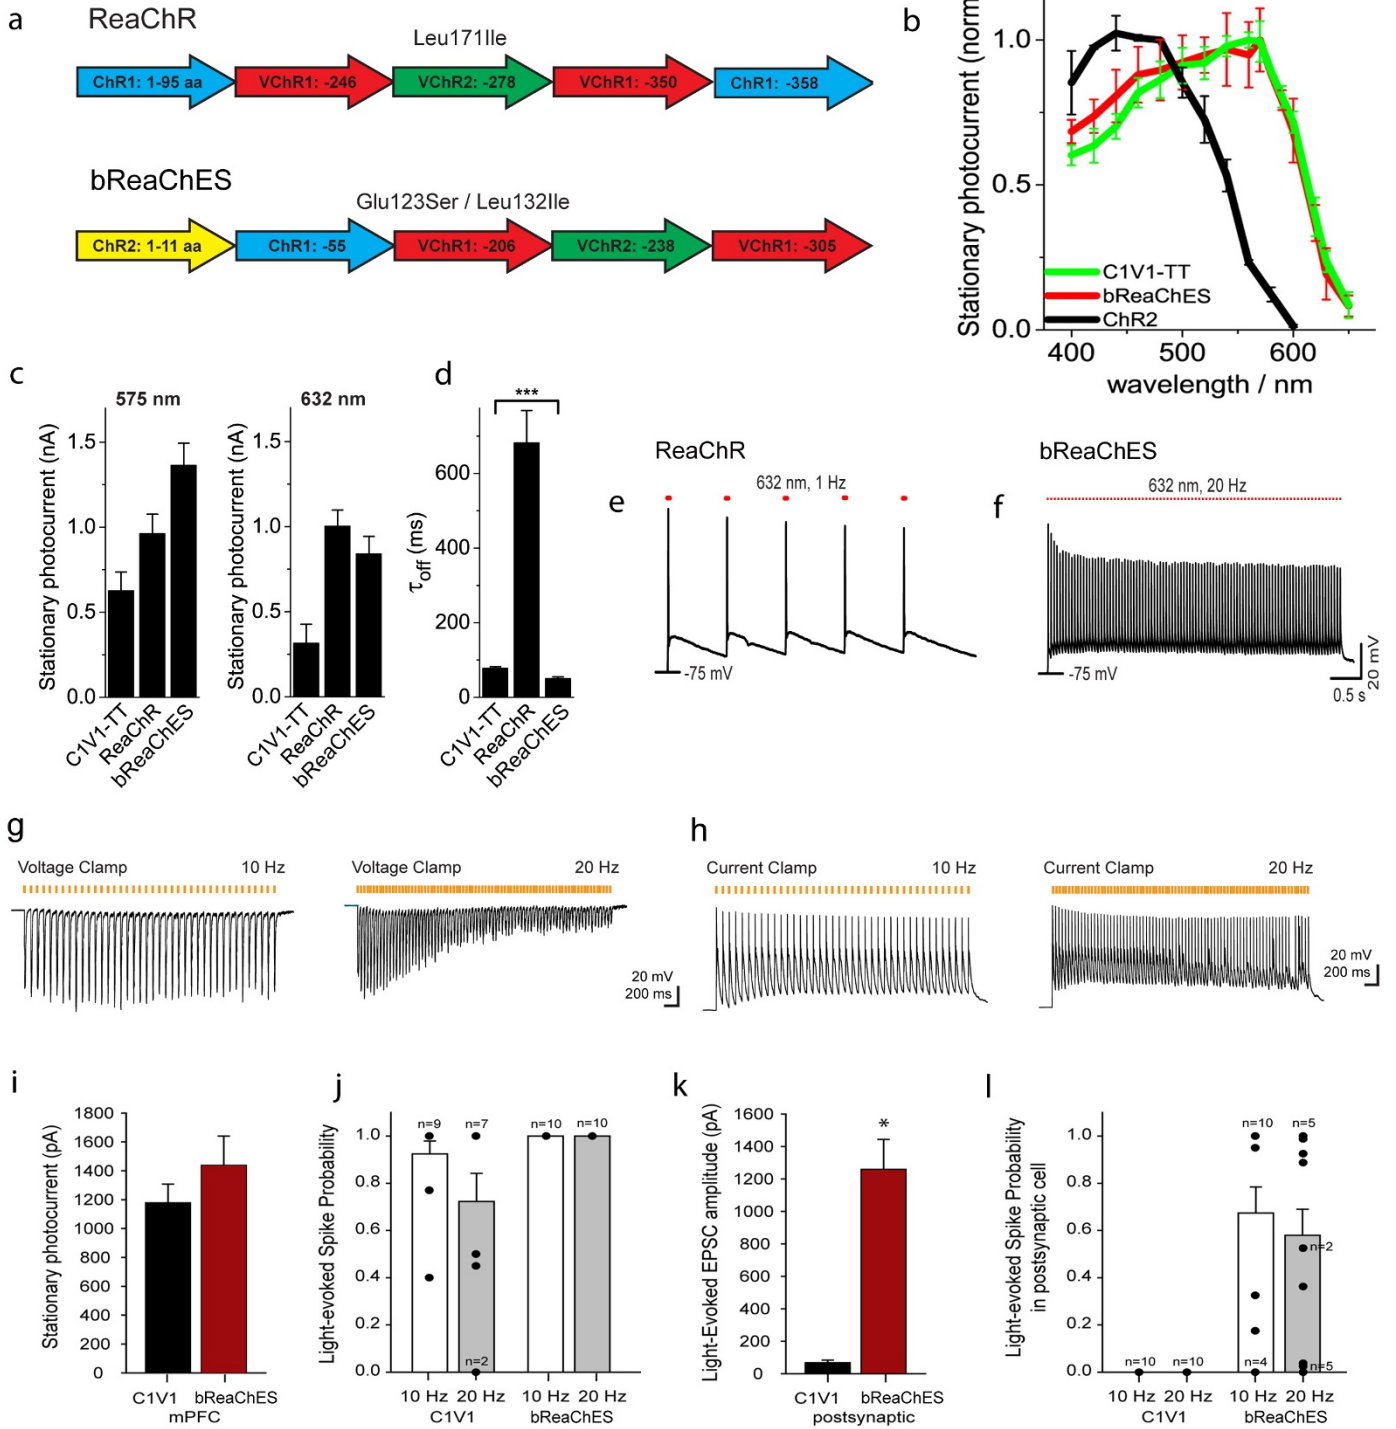 a
ReaChR
Leu171Ile
ChR1: 1-95 aa
VChR1: -246
VChR2: -278
VChR1: -350
ChR1: -358
bReaChES
Glu123Ser / Leu132Ile
ChR2: 1-11 aa
ChR1: -55
VChR1: -206
VChR2: -238
VChR1: -305
b
Stationary photocurrent (norm
1.0
0.5
0.0
C1V1-TT
bReaChES
ChR2
400 500 600
wavelength / nm
c
575 nm
Stationary photocurrent (nA)
1.5
1.0
0.5
0.0
C1V1-TT
ReaChR
bReaChES
632 nm
Stationary photocurrent (nA)
1.5
1.0
0.5
0.0
C1V1-TT
ReaChR
bReaChES
d
***
τoff (ms)
600
400
200
0
C1V1-TT
ReaChR
bReaChES
ReaChR
e
632 nm, 1 Hz
-75 mV
bReaChES
f
632 nm, 20 Hz
-75 mV
20 mV
0.5 s
g
Voltage Clamp 10 Hz
Voltage Clamp 20 Hz
20 mV
200 ms
h
Current Clamp 10 Hz
Current Clamp 20 Hz
20 mV
200 ms
i
Stationary photocurrent (pA)
1800
1600
1400
1200
1000
800
600
400
200
0
C1V1 bReaChES
mPFC
j
Light-evoked Spike Probability
1.0
0.8
0.6
0.4
0.2
0.0
n=9 n=7 n=10 n=10
n=2
10 Hz 20 Hz 10 Hz 20 Hz
C1V1 bReaChES
k
Light-Evoked EPSC amplitude (pA)
1600
1400
1200
1000
800
600
400
200
0
*
C1V1 bReaChES
postsynaptic
l
Light-evoked Spike Probability
in postsynaptic cell
1.0
0.8
0.6
0.4
0.2
0.0
n=10 n=5
n=2
n=10 n=10 n=4 n=5
10 Hz 20 Hz 10 Hz 20 Hz
C1V1 bReaChES